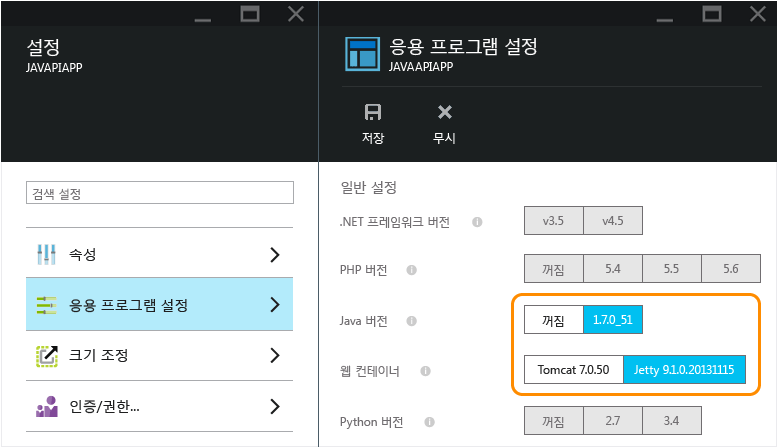 설정
JAVAPIAPP
검색 설정
속성
응용 프로그램 설정
크기 조정
인증/권한...
응용 프로그램 설정
JAVAAPIAPP
저장 무시
일반 설정
.NET 프레임워크 버전 v3.5 v4.5
PHP 버전 꺼짐 5.4 5.5 5.6
Java 버전 꺼짐 1.7.0_51
웹 컨테이너 Tomcat 7.0.50 Jetty 9.1.0.20131115
Python 버전 꺼짐 2.7 3.4